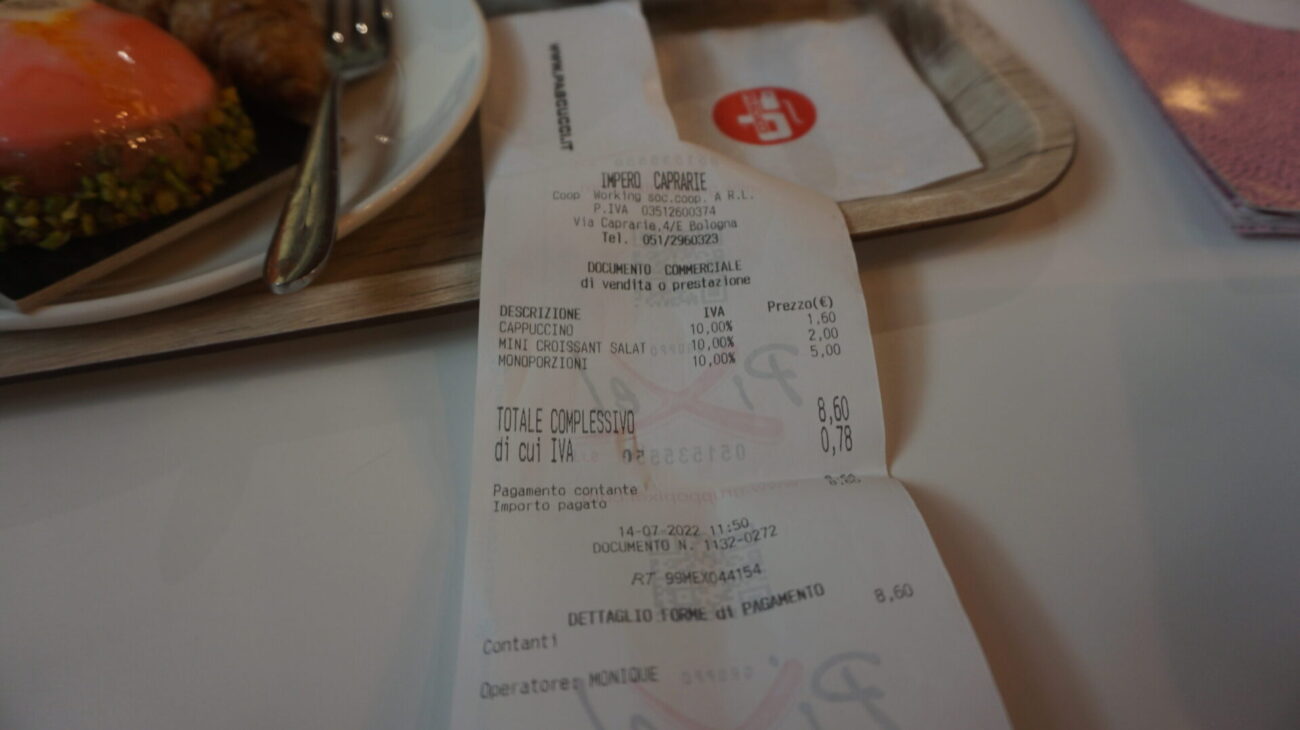 WWW.PASCUCCI.IT
IMPERO CAPRARIE
Coop Working soc.coop. A R.L.
P.IVA 03512600374
Via Caprarie,4/E Bologna
Tel. 051/2960323
DOCUMENTO COMMERCIALE
di vendita o prestazione
DESCRIZIONE IVA Prezzo(€)
CAPPUCCINO 10,00% 1,60
MINI CROISSANT SALAT 10,00% 2,00
MONOPORZIONI 10,00% 5,00
TOTALE COMPLESSIVO 8,60
di cui IVA 0,78
Pagamento contante
Importo pagato
14-07-2022 11:50
DOCUMENTO N. 1132-0272
RT 99MEX044154
DETTAGLIO FORME di PAGAMENTO
Contanti 8,60
Operatore: MONIQUE